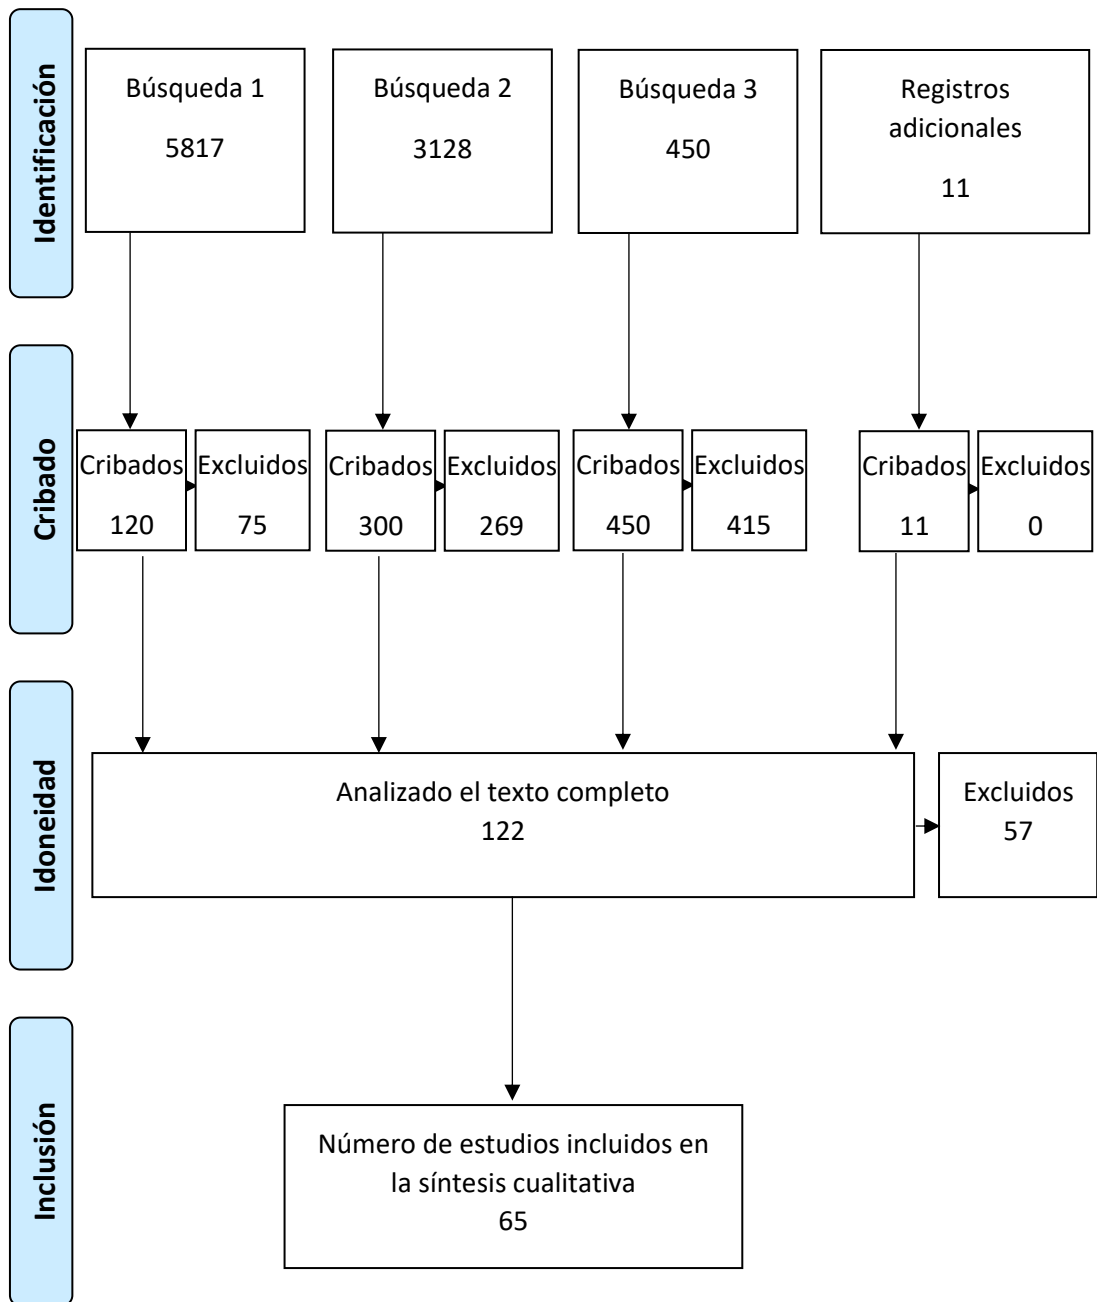 Identificación
Búsqueda 1
5817
Búsqueda 2
3128
Búsqueda 3
450
Registros
adicionales
11
Cribado
Cribados
120
Excluidos
75
Cribados
300
Excluidos
269
Cribados
450
Excluidos
415
Cribados
11
Excluidos
0
Idoneidad
Analizado el texto completo
122
Excluidos
57
Inclusión
Número de estudios incluidos en
la síntesis cualitativa
65